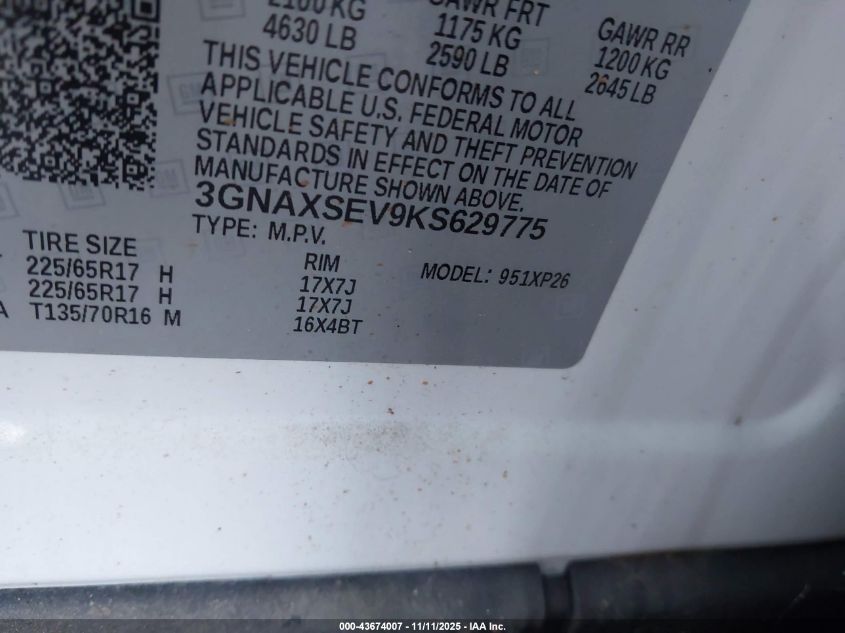 2100 KG
4630 LB
GAWR FRT
1175 KG
2590 LB
GAWR RR
1200 KG
2645 LB
THIS VEHICLE CONFORMS TO ALL
APPLICABLE U.S. FEDERAL MOTOR
VEHICLE SAFETY AND THEFT PREVENTION
STANDARDS IN EFFECT ON THE DATE OF
MANUFACTURE SHOWN ABOVE.
3GNAXSEV9KS629775
TYPE: M.P.V.
MODEL: 951XP26
TIRE SIZE RIM
225/65R17 H 17X7J
225/65R17 H 17X7J
T135/70R16 M 16X4BT
000-43674007 - 11/11/2025 - IAA Inc.